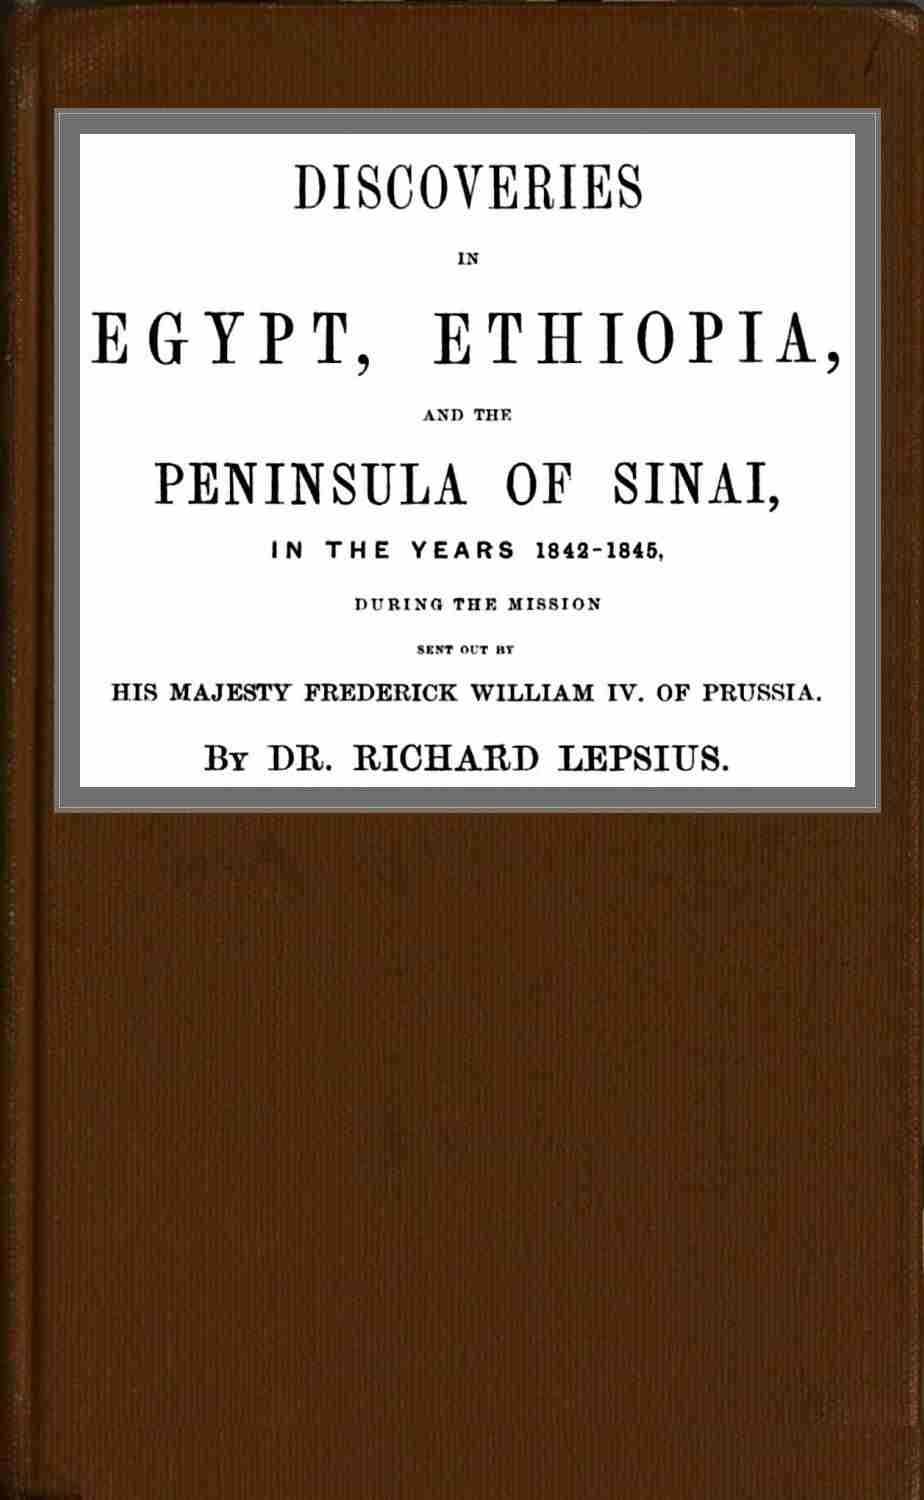 DISCOVERIES
IN
EGYPT, ETHIOPIA,
AND THE
PENINSULA OF SINAI,
IN THE YEARS 1842-1845,
DURING THE MISSION
SENT OUT BY
HIS MAJESTY FREDERICK WILLIAM IV. OF PRUSSIA.
By DR. RICHARD LEPSIUS.